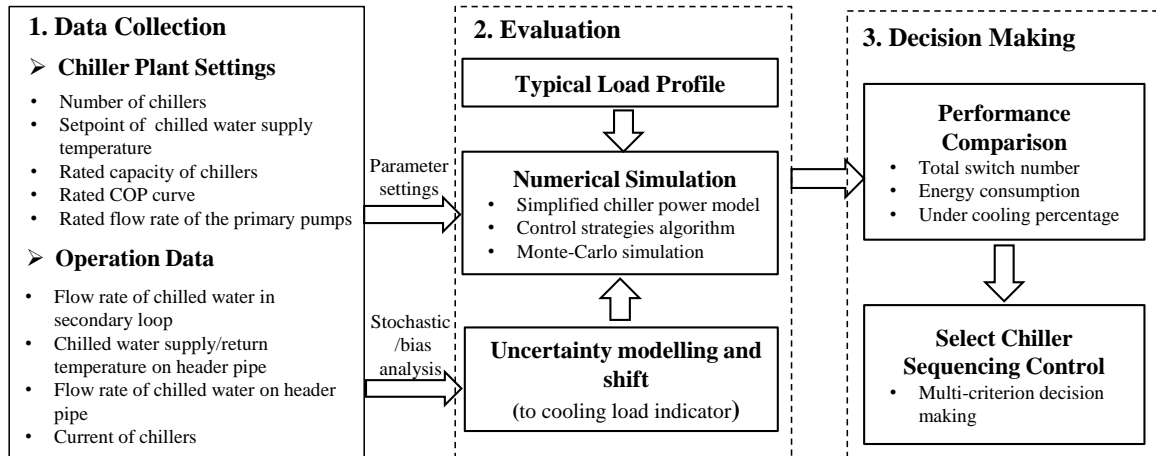 1. Data Collection
➢ Chiller Plant Settings
• Number of chillers
• Setpoint of chilled water supply
temperature
• Rated capacity of chillers
• Rated COP curve
• Rated flow rate of the primary pumps
➢ Operation Data
• Flow rate of chilled water in
secondary loop
• Chilled water supply/return
temperature on header pipe
• Flow rate of chilled water on header
pipe
• Current of chillers
Parameter
settings
Stochastic
/bias
analysis
2. Evaluation
Typical Load Profile
Numerical Simulation
• Simplified chiller power model
• Control strategies algorithm
• Monte-Carlo simulation
Uncertainty modelling and
shift
(to cooling load indicator)
3. Decision Making
Performance
Comparison
• Total switch number
• Energy consumption
• Under cooling percentage
Select Chiller
Sequencing Control
• Multi-criterion decision
making